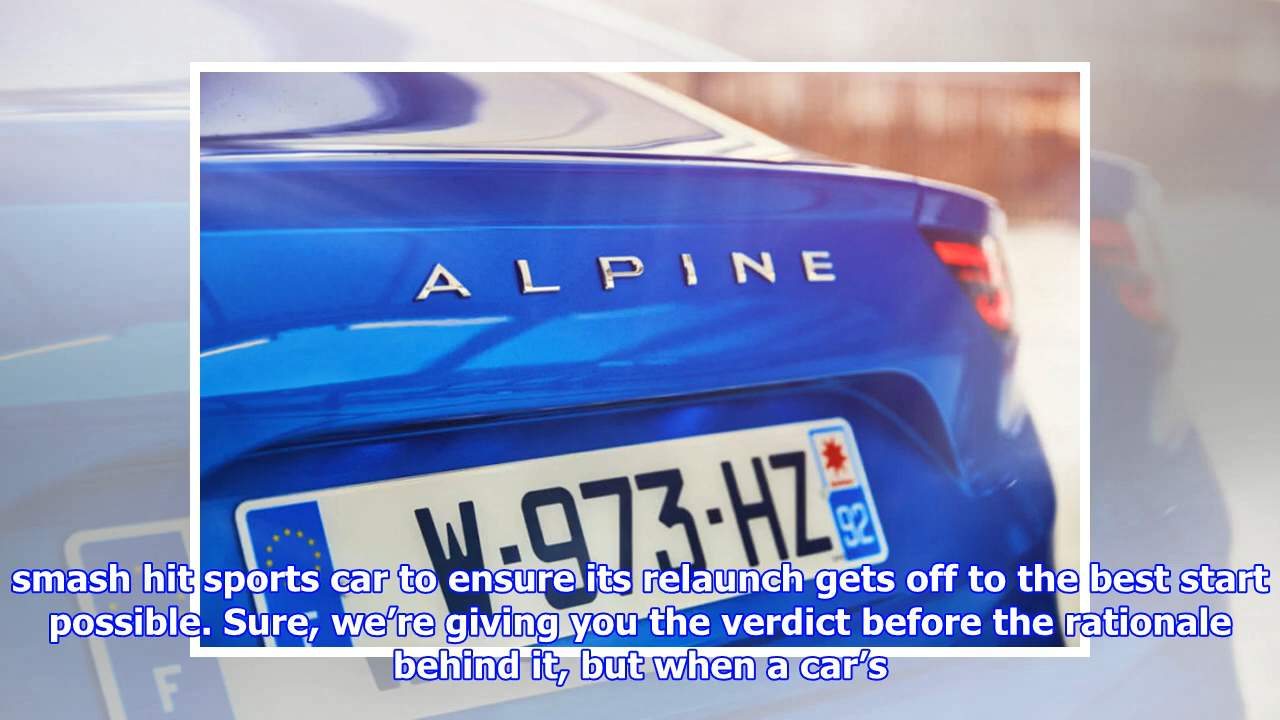 ALPINE
W-973-HZ
92
F
smash hit sports car to ensure its relaunch gets off to the best start
possible. Sure, we’re giving you the verdict before the rationale
behind it, but when a car’s